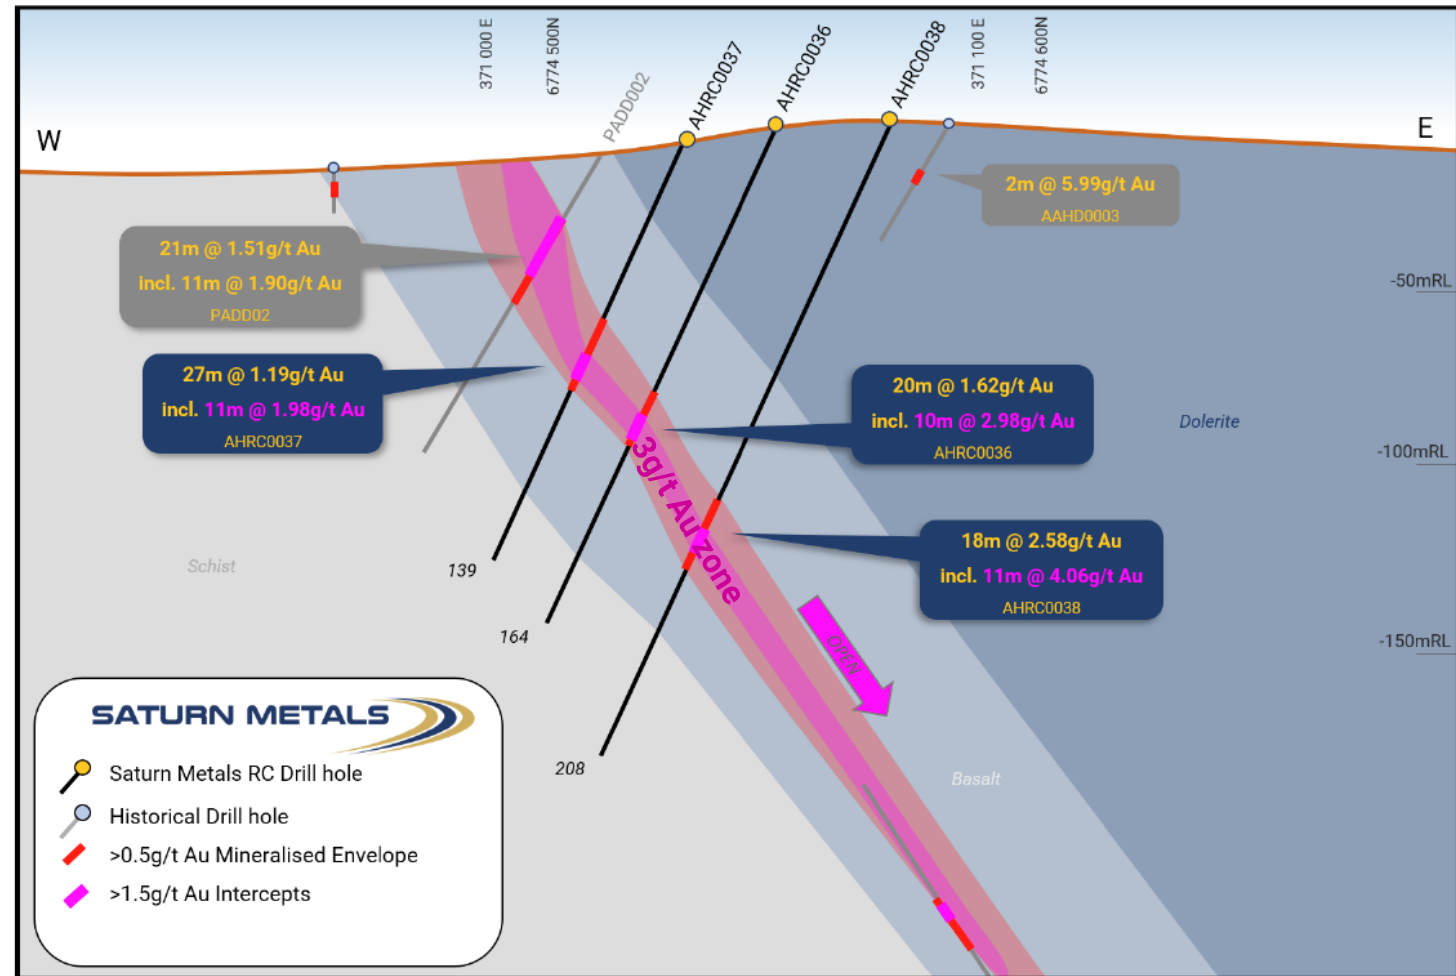 371 000 E
6774 500N
PADD002
AHRC0037
AHRC0036
AHRC0038
371 100 E
6774 600N
W
E
2m @ 5.99g/t Au
AAHD0003
21m @ 1.51g/t Au
incl. 11m @ 1.90g/t Au
PADD02
-50mRL
27m @ 1.19g/t Au
incl. 11m @ 1.98g/t Au
AHRC0037
20m @ 1.62g/t Au
incl. 10m @ 2.98g/t Au
AHRC0036
Dolerite
-100mRL
3g/t Au zone
18m @ 2.58g/t Au
incl. 11m @ 4.06g/t Au
AHRC0038
Schist
139
164
208
OPEN
-150mRL
Basalt
SATURN METALS
Saturn Metals RC Drill hole
Historical Drill hole
>0.5g/t Au Mineralised Envelope
>1.5g/t Au Intercepts